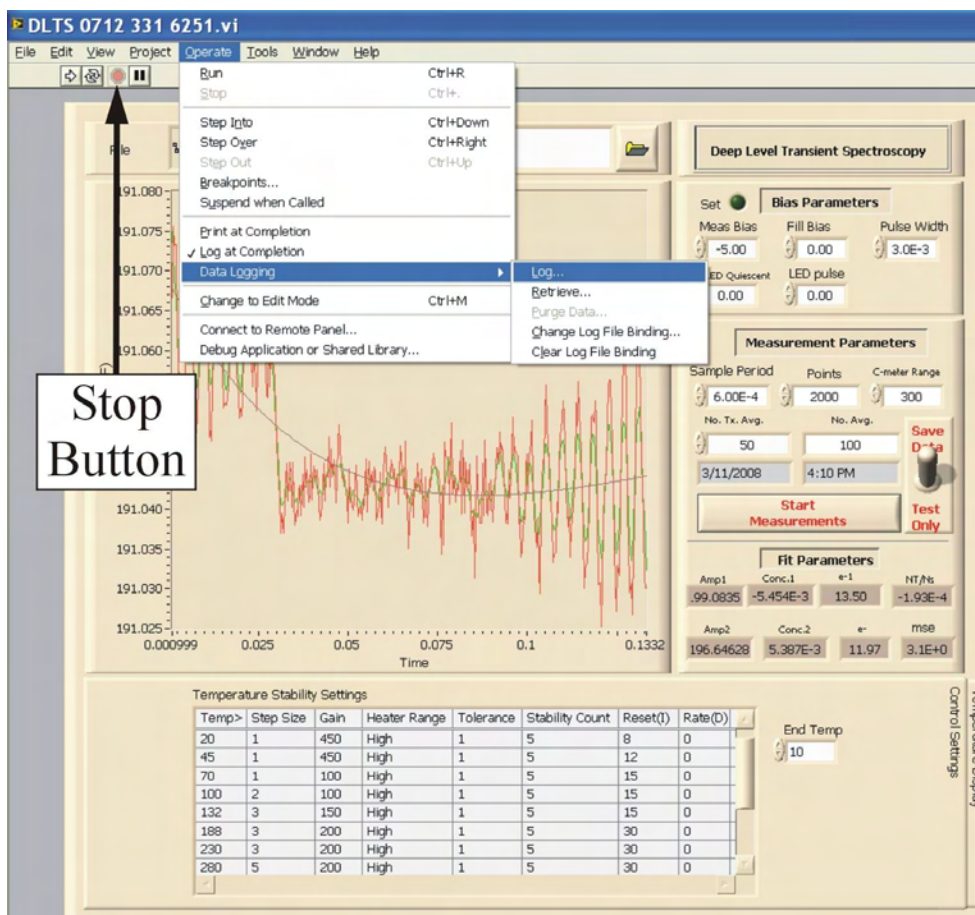 DLTS 0712 331 6251.vi
File Edit View Project Operate Tools Window Help
Run Ctrl+R
Stop Ctrl+.
Step Into Ctrl+Down
Step Over Ctrl+Right
Step Out Ctrl+Up
Breakpoints...
Suspend when Called
Print at Completion
✓ Log at Completion
Data Logging
Change to Edit Mode Ctrl+M
Connect to Remote Panel...
Debug Application or Shared Library...
Log...
Retrieve...
Purge Data...
Change Log File Binding...
Clear Log File Binding
Stop
Button
191.080
191.075
191.070
191.065
191.060
191.040
191.035
191.030
191.025
0.000999 0.025 0.05 0.075 0.1 0.1332
Time
Deep Level Transient Spectroscopy
Set Bias Parameters
Meas Bias Fill Bias Pulse Width
-5.00 0.00 3.0E-3
Quiescent LED pulse
0.00 0.00
Measurement Parameters
Sample Period Points C-meter Range
6.00E-4 2000 300
No. Tx. Avg. No. Avg.
50 100
3/11/2008 4:10 PM
Save
Data
Start
Measurements
Test
Only
Fit Parameters
Amp1 Conc.1 e-1 NT/Ns
.99.0835 -5.454E-3 13.50 -1.93E-4
Amp2 Conc.2 e- mse
196.64628 5.387E-3 11.97 3.1E+0
Temperature Stability Settings
Temp> Step Size Gain Heater Range Tolerance Stability Count Reset(I) Rate(D)
20 1 450 High 1 5 8 0
45 1 450 High 1 5 12 0
70 1 100 High 1 5 15 0
100 2 100 High 1 5 15 0
132 3 150 High 1 5 15 0
188 3 200 High 1 5 30 0
230 3 200 High 1 5 30 0
280 5 200 High 1 5 30 0
End Temp
10
Control Settings